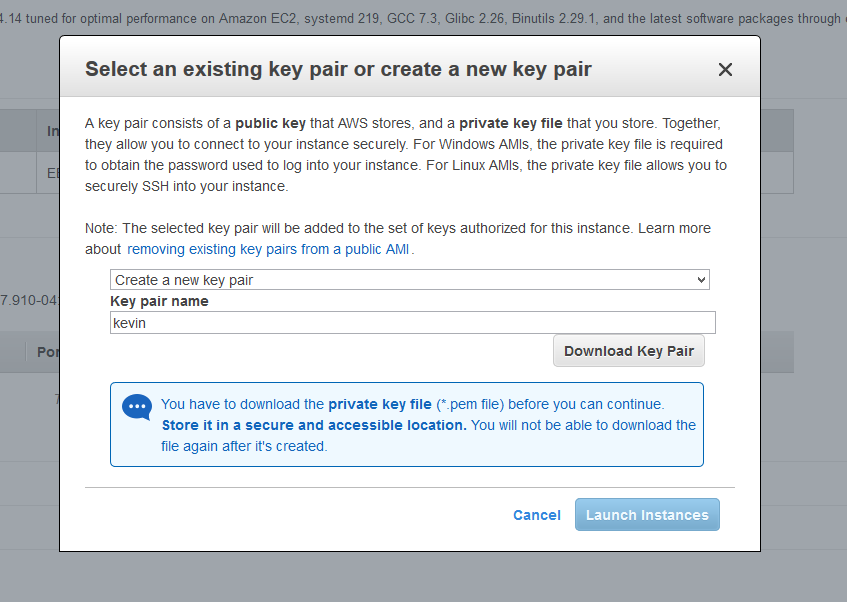 4.14 tuned for optimal performance on Amazon EC2, systemd 219, GCC 7.3, Glibc 2.26, Binutils 2.29.1, and the latest software packages through
Select an existing key pair or create a new key pair
A key pair consists of a public key that AWS stores, and a private key file that you store. Together,
they allow you to connect to your instance securely. For Windows AMIs, the private key file is required
to obtain the password used to log into your instance. For Linux AMIs, the private key file allows you to
securely SSH into your instance.
Note: The selected key pair will be added to the set of keys authorized for this instance. Learn more
about removing existing key pairs from a public AMI.
Create a new key pair
Key pair name
kevin
Download Key Pair
You have to download the private key file (*.pem file) before you can continue.
Store it in a secure and accessible location. You will not be able to download the
file again after it's created.
Cancel
Launch Instances